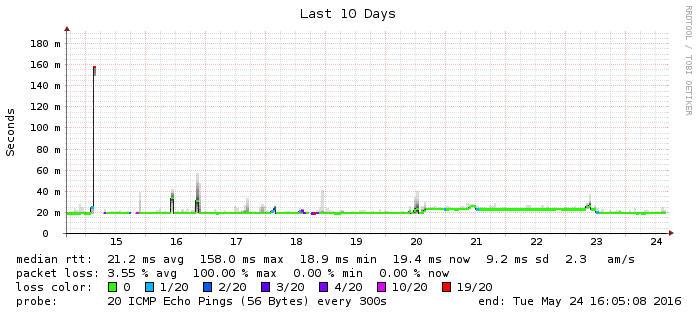 Last 10 Days
RRDTOOL / TOBI OETIKER
Seconds
180 m
160 m
140 m
120 m
100 m
80 m
60 m
40 m
20 m
0
15 16 17 18 19 20 21 22 23 24
median rtt: 21.2 ms avg 158.0 ms max 18.9 ms min 19.4 ms now 9.2 ms sd 2.3 am/s
packet loss: 3.55 % avg 100.00 % max 0.00 % min 0.00 % now
loss color: 0 1/20 2/20 3/20 4/20 10/20 19/20
probe: 20 ICMP Echo Pings (56 Bytes) every 300s end: Tue May 24 16:05:08 2016